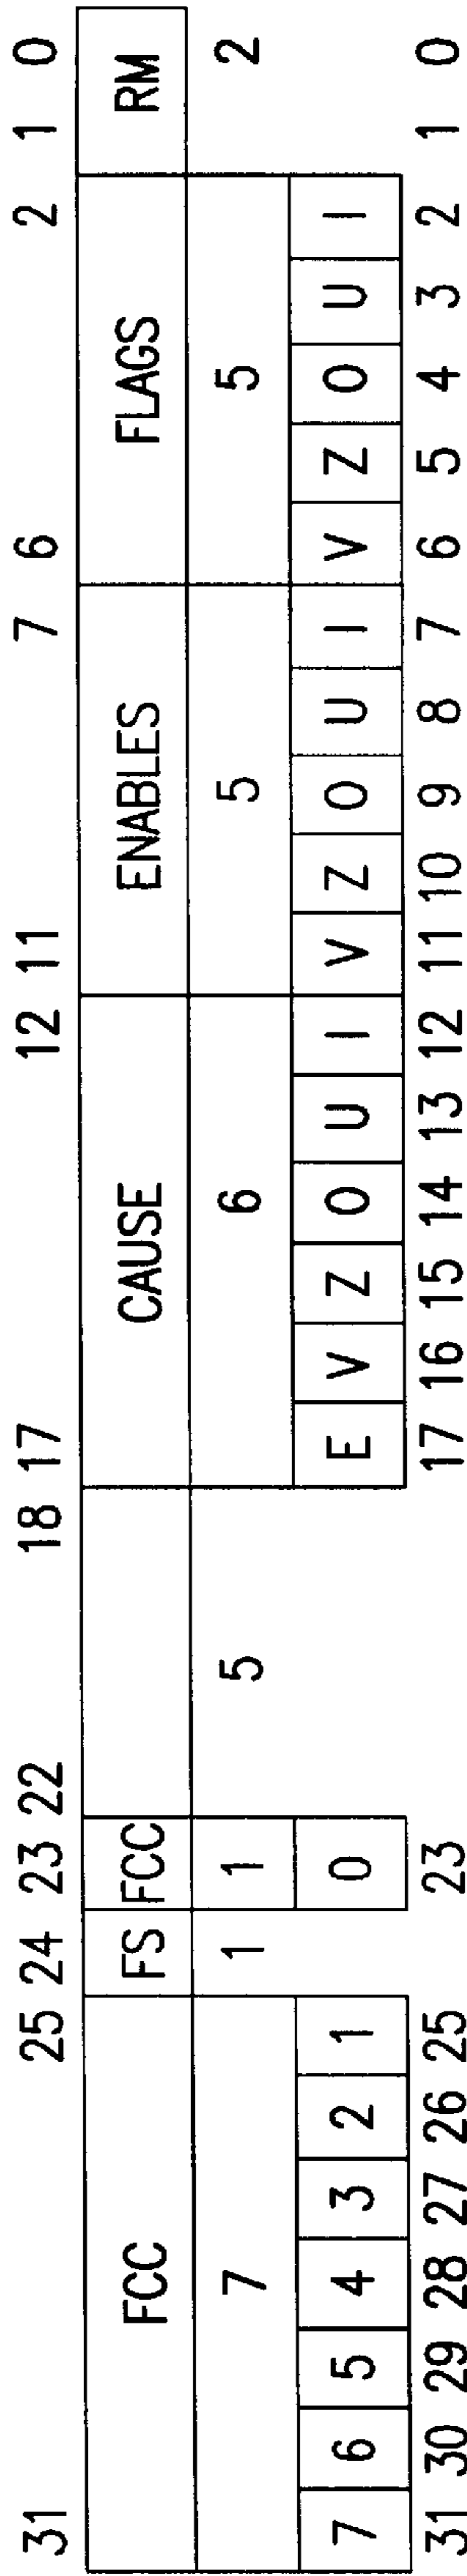 31 25 24 23 22 18 17 12 11 7 6 2 1 0
FCC FS FCC CAUSE ENABLES FLAGS RM
7 1 1 5 6 5 5 2
7 6 5 4 3 2 1 0 E V Z O U I V Z O U I V Z O U I
31 30 29 28 27 26 25 23 17 16 15 14 13 12 11 10 9 8 7 6 5 4 3 2 1 0